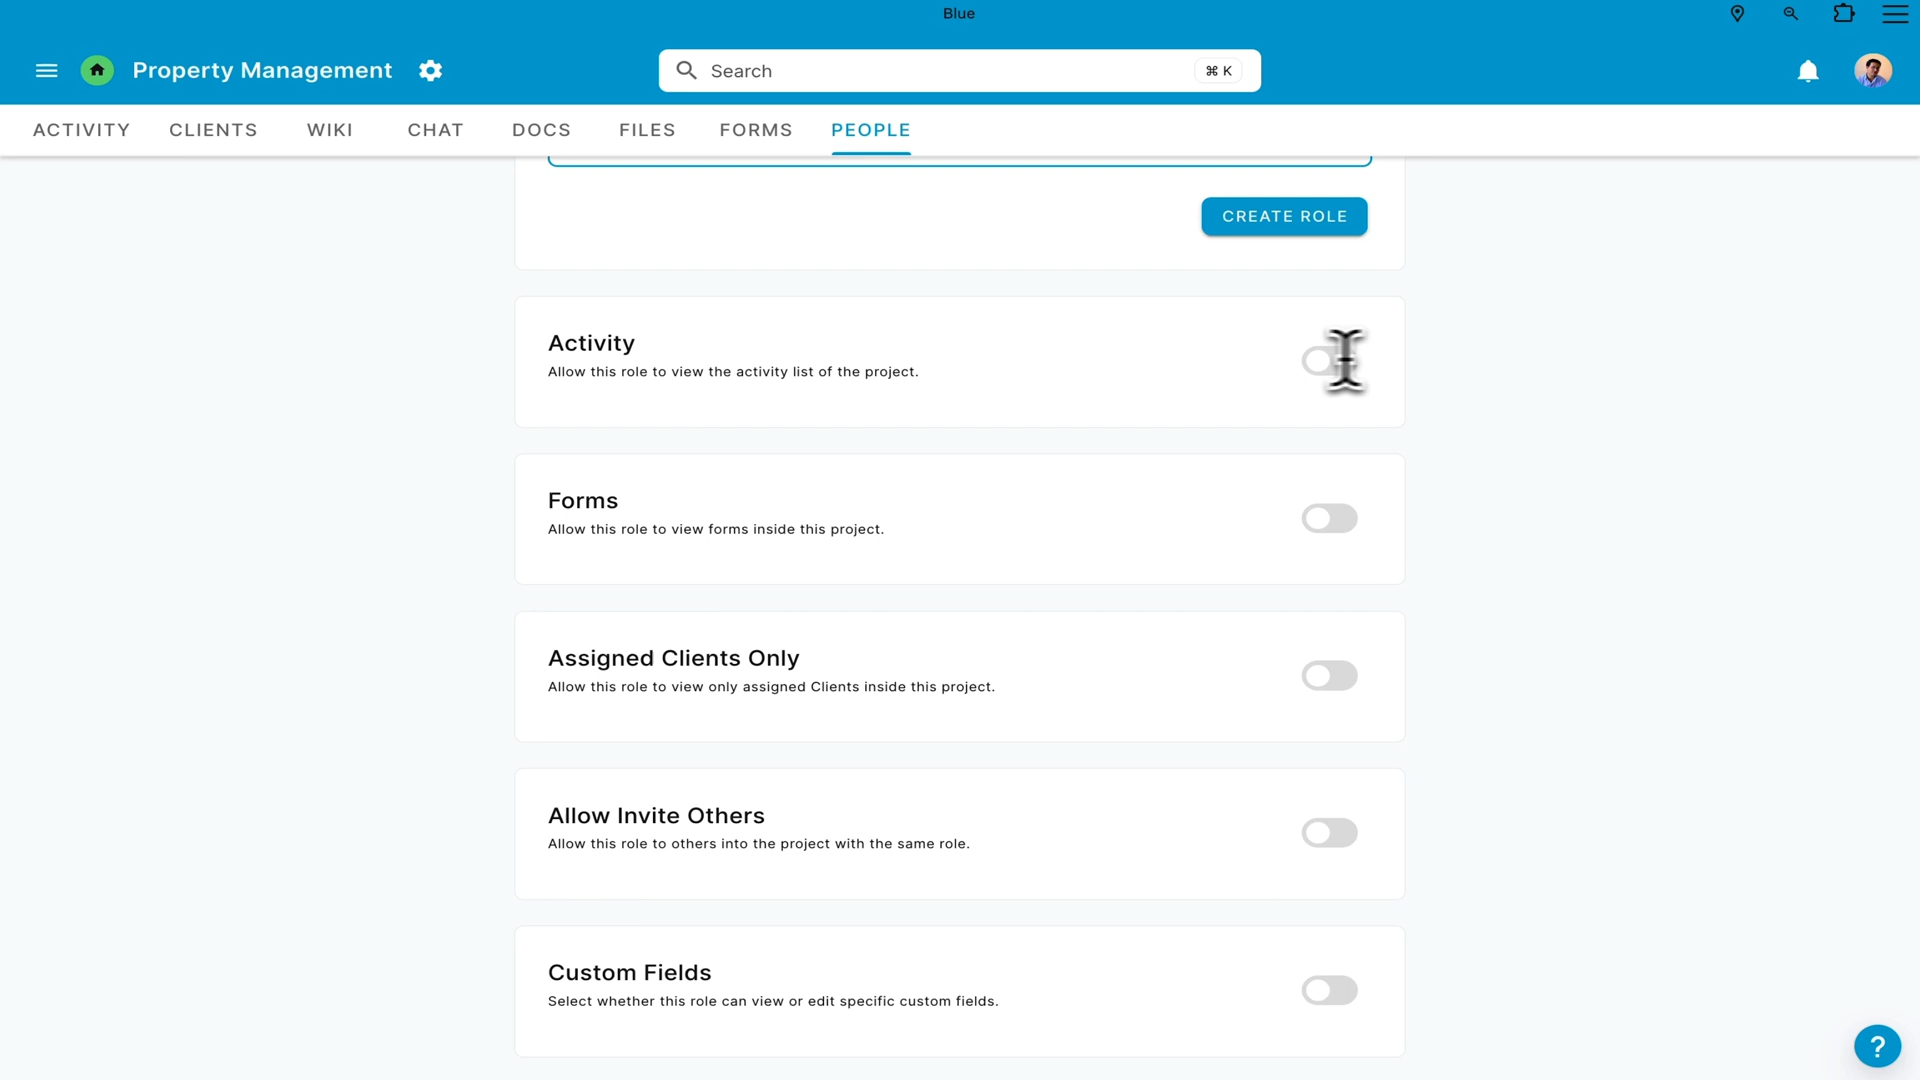 Blue
Property Management
Search
⌘ K
ACTIVITY CLIENTS WIKI CHAT DOCS FILES FORMS PEOPLE
CREATE ROLE
Activity
Allow this role to view the activity list of the project.
Forms
Allow this role to view forms inside this project.
Assigned Clients Only
Allow this role to view only assigned Clients inside this project.
Allow Invite Others
Allow this role to others into the project with the same role.
Custom Fields
Select whether this role can view or edit specific custom fields.
?